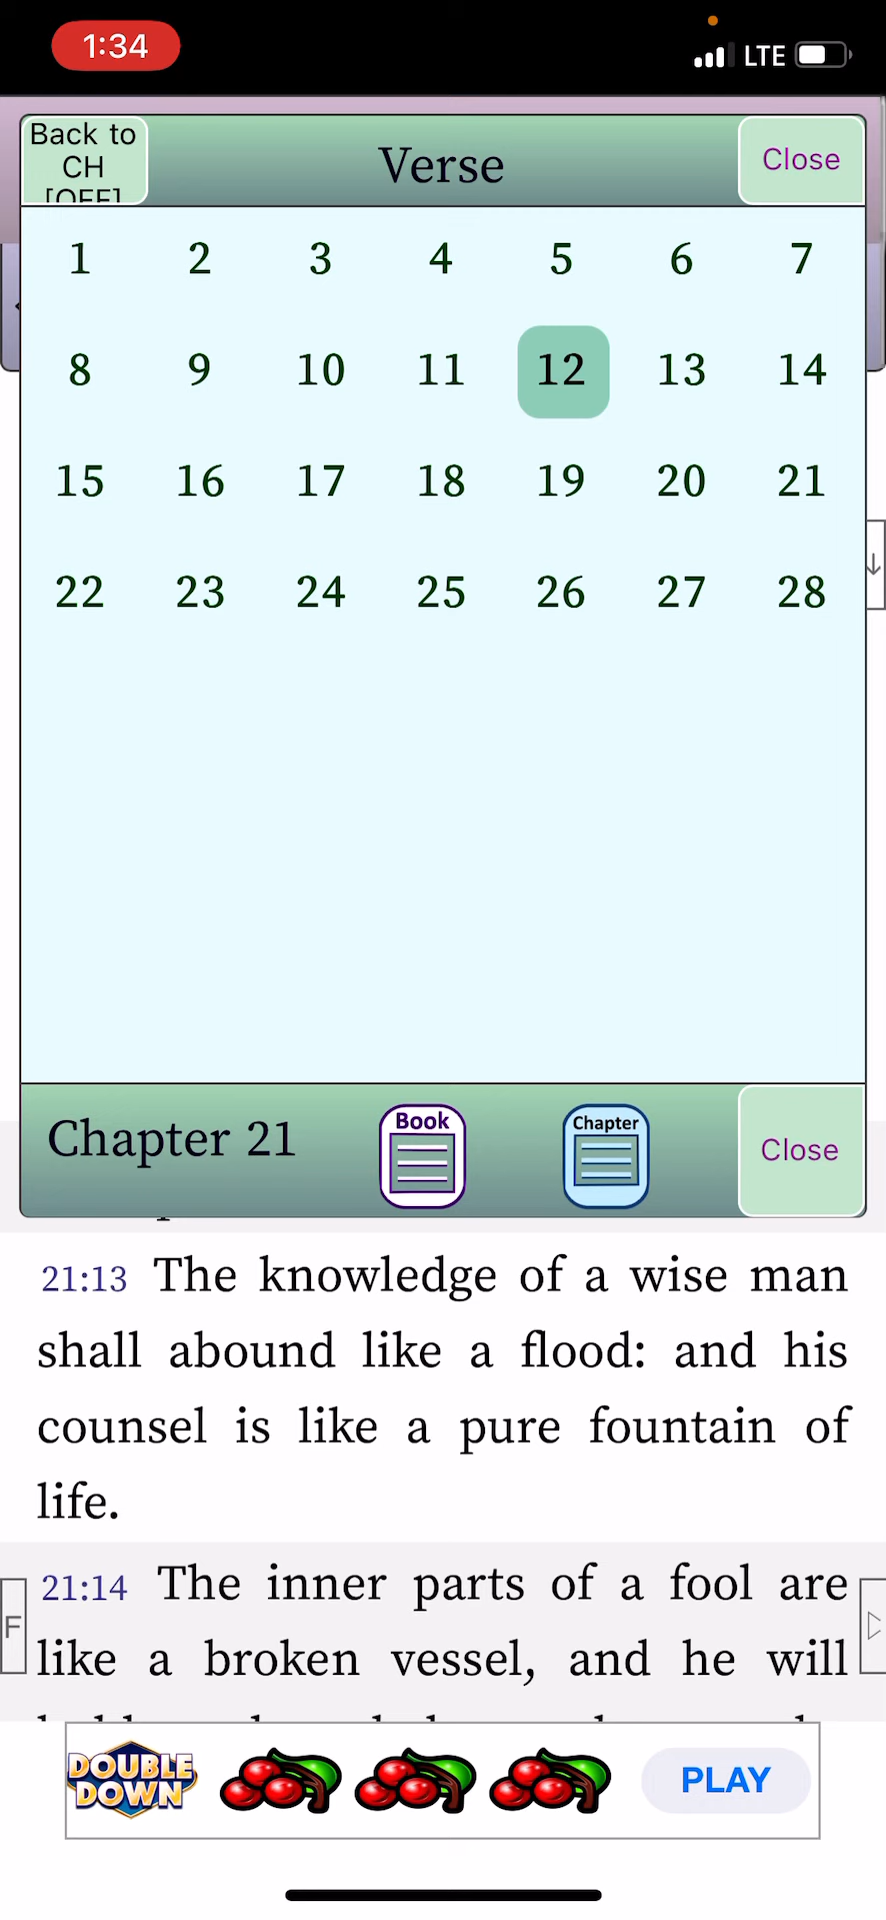 1:34
LTE
Back to
CH
[OFF]
Verse
Close
1 2 3 4 5 6 7
8 9 10 11 12 13 14
15 16 17 18 19 20 21
22 23 24 25 26 27 28
Chapter 21
Book
Chapter
Close
21:13 The knowledge of a wise man
shall abound like a flood: and his
counsel is like a pure fountain of
life.
21:14 The inner parts of a fool are
F
like a broken vessel, and he will
DOUBLE
DOWN
PLAY